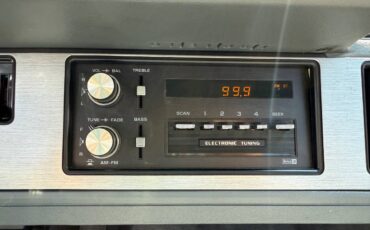 VOL BAL TREBLE
99.9
SCAN 1 2 3 4 SEEK
TUNE FADE BASS
ELECTRONIC TUNING
AM-FM